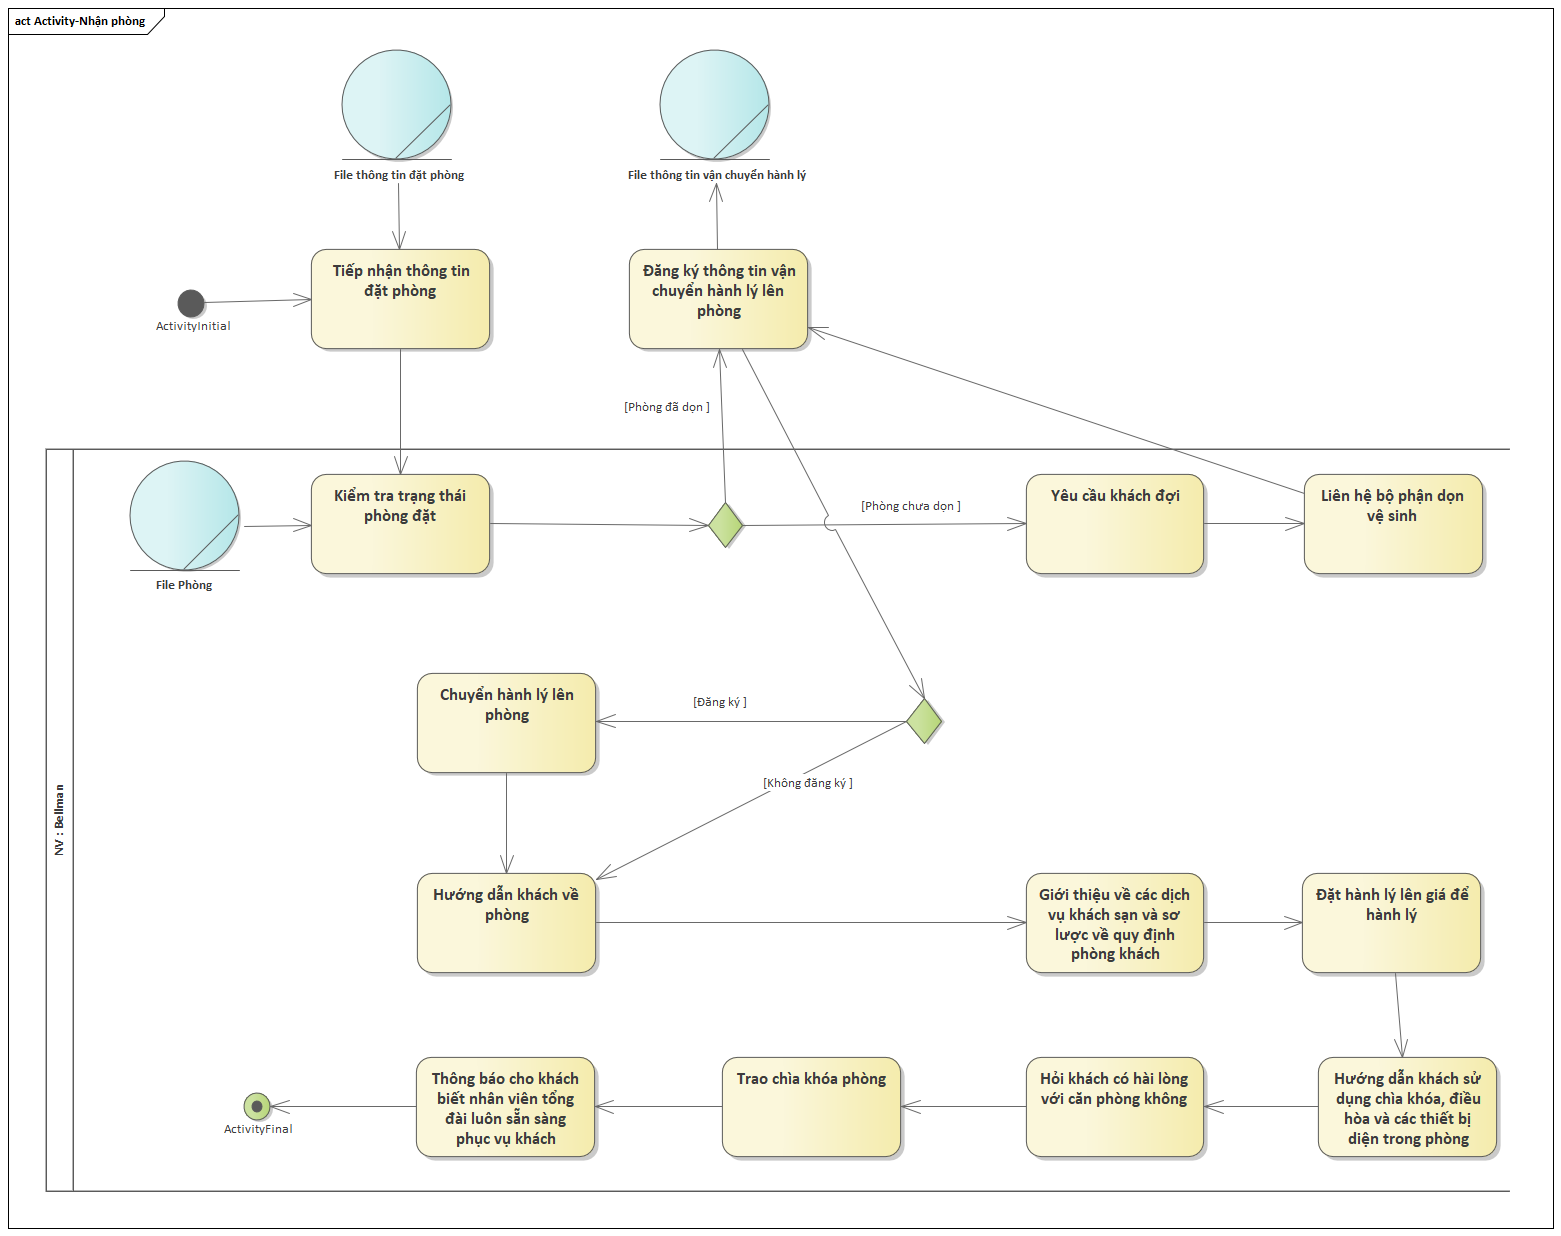 act Activity-Nhận phòng
File thông tin đặt phòng
File thông tin vận chuyển hành lý
Tiếp nhận thông tin
đặt phòng
Đăng ký thông tin vận
chuyển hành lý lên
phòng
ActivityInitial
[Phòng đã dọn ]
Kiểm tra trạng thái
phòng đặt
[Phòng chưa dọn ]
Yêu cầu khách đợi
Liên hệ bộ phận dọn
vệ sinh
File Phòng
Chuyển hành lý lên
phòng
[Đăng ký ]
[Không đăng ký ]
NV : Bellman
Hướng dẫn khách về
phòng
Giới thiệu về các dịch
vụ khách sạn và sơ
lược về quy định
phòng khách
Đặt hành lý lên giá để
hành lý
Thông báo cho khách
biết nhân viên tổng
đài luôn sẵn sàng
phục vụ khách
Trao chìa khóa phòng
Hỏi khách có hài lòng
với căn phòng không
Hướng dẫn khách sử
dụng chìa khóa, điều
hòa và các thiết bị
diện trong phòng
ActivityFinal